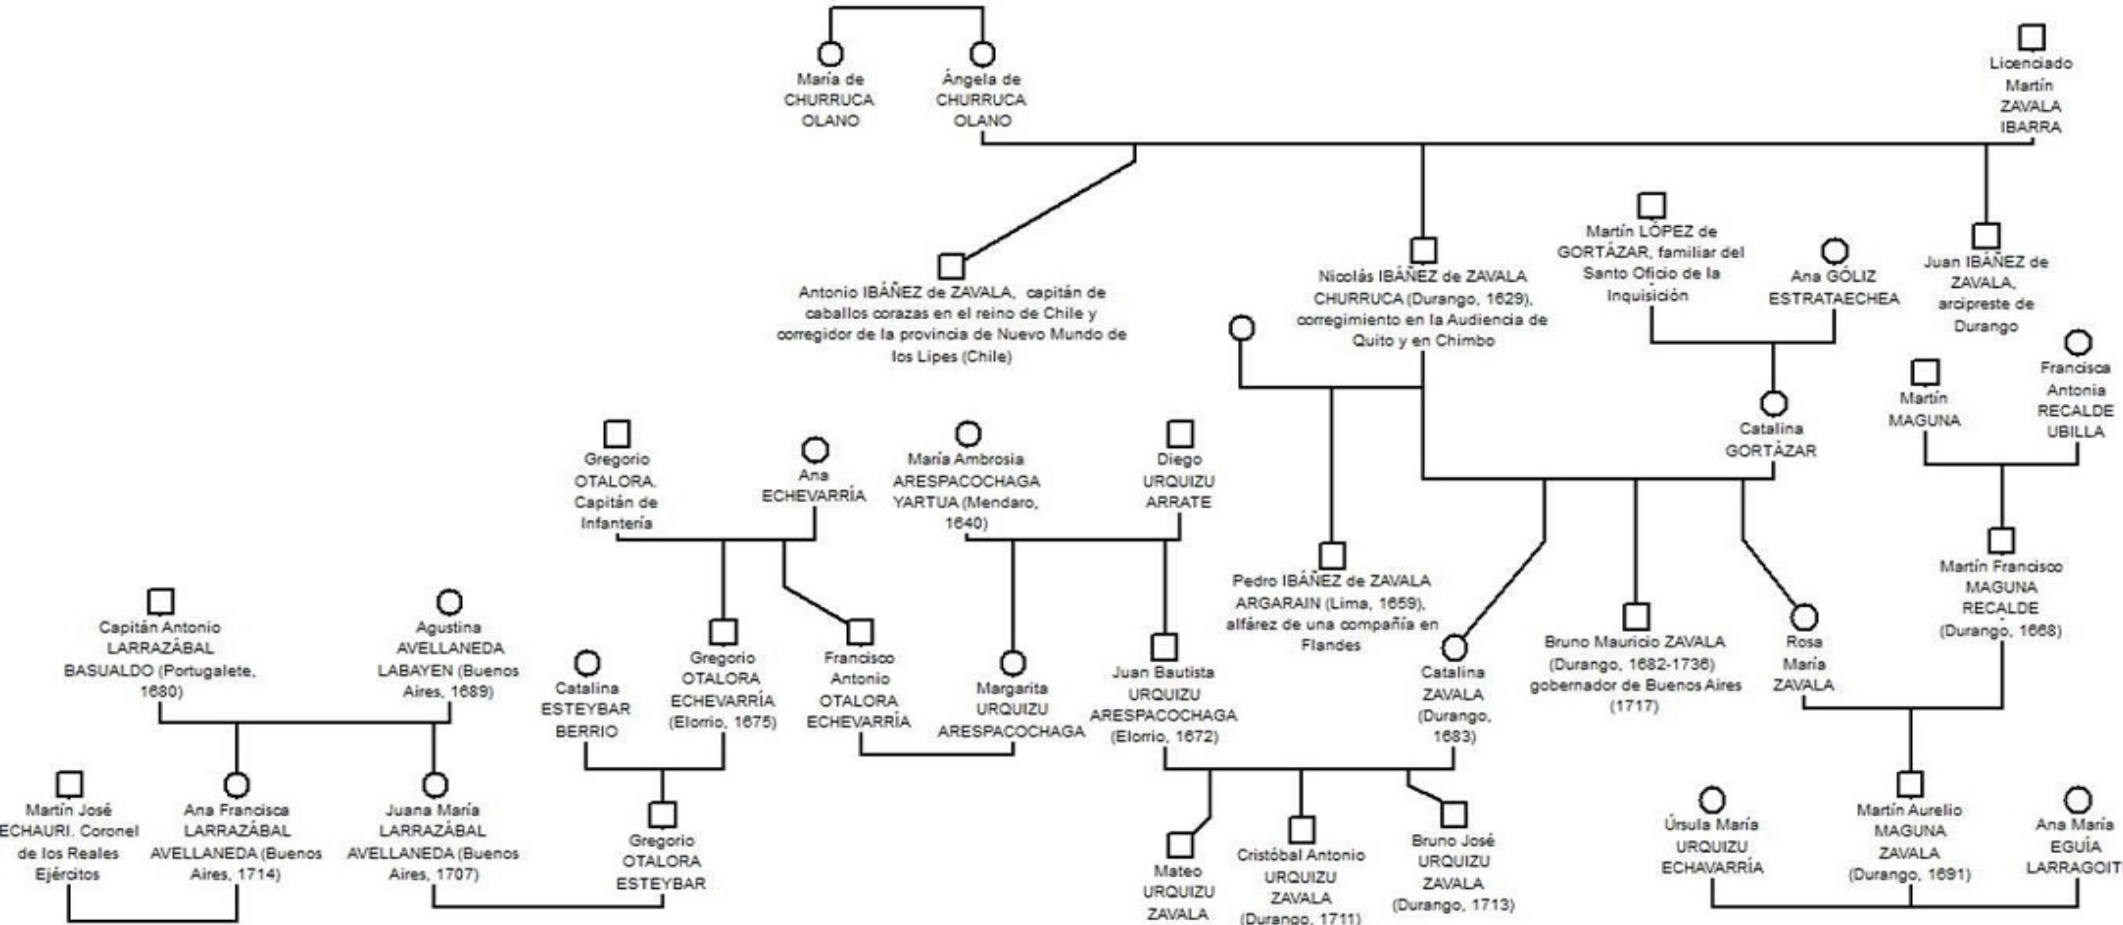 María de
CHURRUCA
OLANO
Ángela de
CHURRUCA
OLANO
Licenciado
Martín
ZAVALA
IBARRA
Antonio IBÁÑEZ de ZAVALA, capitán de
caballos corazas en el reino de Chile y
corregidor de la provincia de Nuevo Mundo de
los Lipes (Chile)
Nicolás IBÁÑEZ de ZAVALA
CHURRUCA (Durango, 1629),
corregimiento en la Audiencia de
Quito y en Chimbo
Martín LÓPEZ de
GORTÁZAR, familiar del
Santo Oficio de la
Inquisición
Ana GÓLIZ
ESTRATAECHEA
Juan IBÁÑEZ de
ZAVALA,
arcipreste de
Durango
Martín
MAGUNA
Francisca
Antonia
RECALDE
UBILLA
Catalina
GORTÁZAR
Gregorio
OTALORA.
Capitán de
Infantería
Ana
ECHEVARRÍA
María Ambrosia
ARESPACOCHAGA
YARTUA (Mendaro,
1640)
Diego
URQUIZU
ARRATE
Pedro IBÁÑEZ de ZAVALA
ARGARAIN (Lima, 1659),
alférez de una compañía en
Flandes
Martín Francisco
MAGUNA
RECALDE
(Durango, 1668)
Capitán Antonio
LARRAZÁBAL
BASUALDO (Portugalete,
1680)
Agustina
AVELLANEDA
LABAYEN (Buenos
Aires, 1689)
Catalina
ESTEYBAR
BERRIO
Gregorio
OTALORA
ECHEVARRÍA
(Elorrio, 1675)
Francisco
Antonio
OTALORA
ECHEVARRÍA
Margarita
URQUIZU
ARESPACOCHAGA
Juan Bautista
URQUIZU
ARESPACOCHAGA
(Elorrio, 1672)
Catalina
ZAVALA
(Durango,
1683)
Bruno Mauricio ZAVALA
(Durango, 1682-1736)
gobernador de Buenos Aires
(1717)
Rosa
María
ZAVALA
Martín José
ECHAURI. Coronel
de los Reales
Ejércitos
Ana Francisca
LARRAZÁBAL
AVELLANEDA (Buenos
Aires, 1714)
Juana María
LARRAZÁBAL
AVELLANEDA (Buenos
Aires, 1707)
Gregorio
OTALORA
ESTEYBAR
Mateo
URQUIZU
ZAVALA
Cristóbal Antonio
URQUIZU
ZAVALA
(Durango, 1711)
Bruno José
URQUIZU
ZAVALA
(Durango, 1713)
Úrsula María
URQUIZU
ECHAVARRÍA
Martín Aurelio
MAGUNA
ZAVALA
(Durango, 1691)
Ana María
EGUÍA
LARRAGOIT